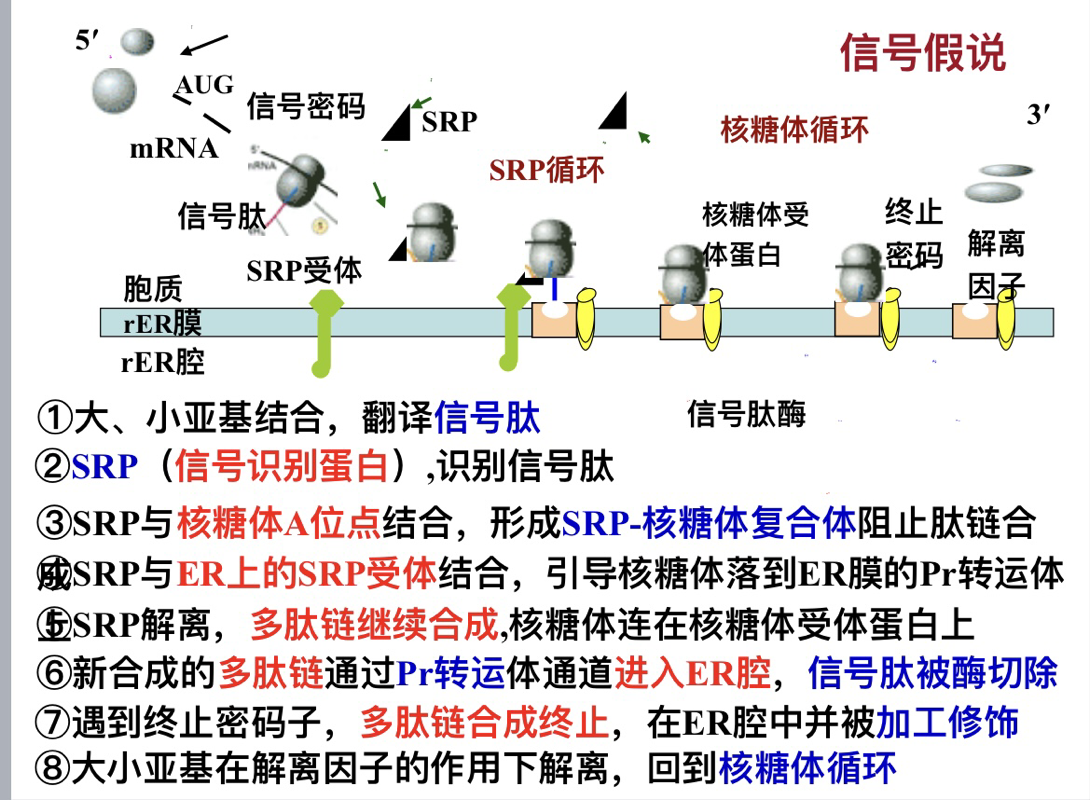 信号假说
5′
AUG
信号密码
SRP
3′
mRNA
核糖体循环
SRP循环
信号肽
核糖体受
体蛋白
终止
密码
解离
因子
SRP受体
胞质
rER膜
rER腔
信号肽酶
①大、小亚基结合，翻译信号肽
②SRP（信号识别蛋白）,识别信号肽
③SRP与核糖体A位点结合，形成SRP-核糖体复合体阻止肽链合
成
④SRP与ER上的SRP受体结合，引导核糖体落到ER膜的Pr转运体
上
⑤SRP解离，多肽链继续合成,核糖体连在核糖体受体蛋白上
⑥新合成的多肽链通过Pr转运体通道进入ER腔，信号肽被酶切除
⑦遇到终止密码子，多肽链合成终止，在ER腔中并被加工修饰
⑧大小亚基在解离因子的作用下解离，回到核糖体循环